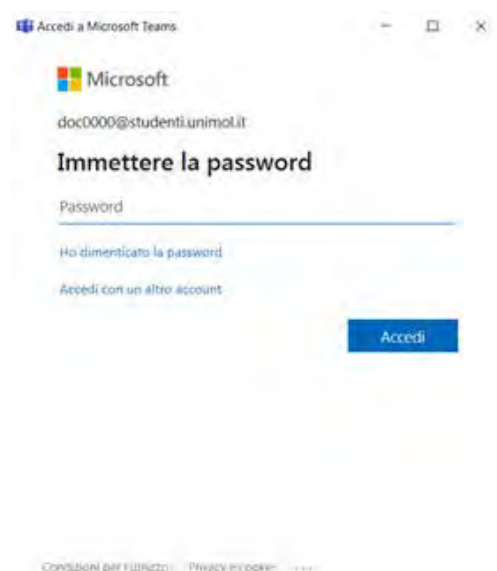 Accedi a Microsoft Teams
Microsoft
doc0000@studenti.unimol.it
Immettere la password
Password
Ho dimenticato la password
Accedi con un altro account
Accedi
Condizioni per l'utilizzo Privacy e cookie ...